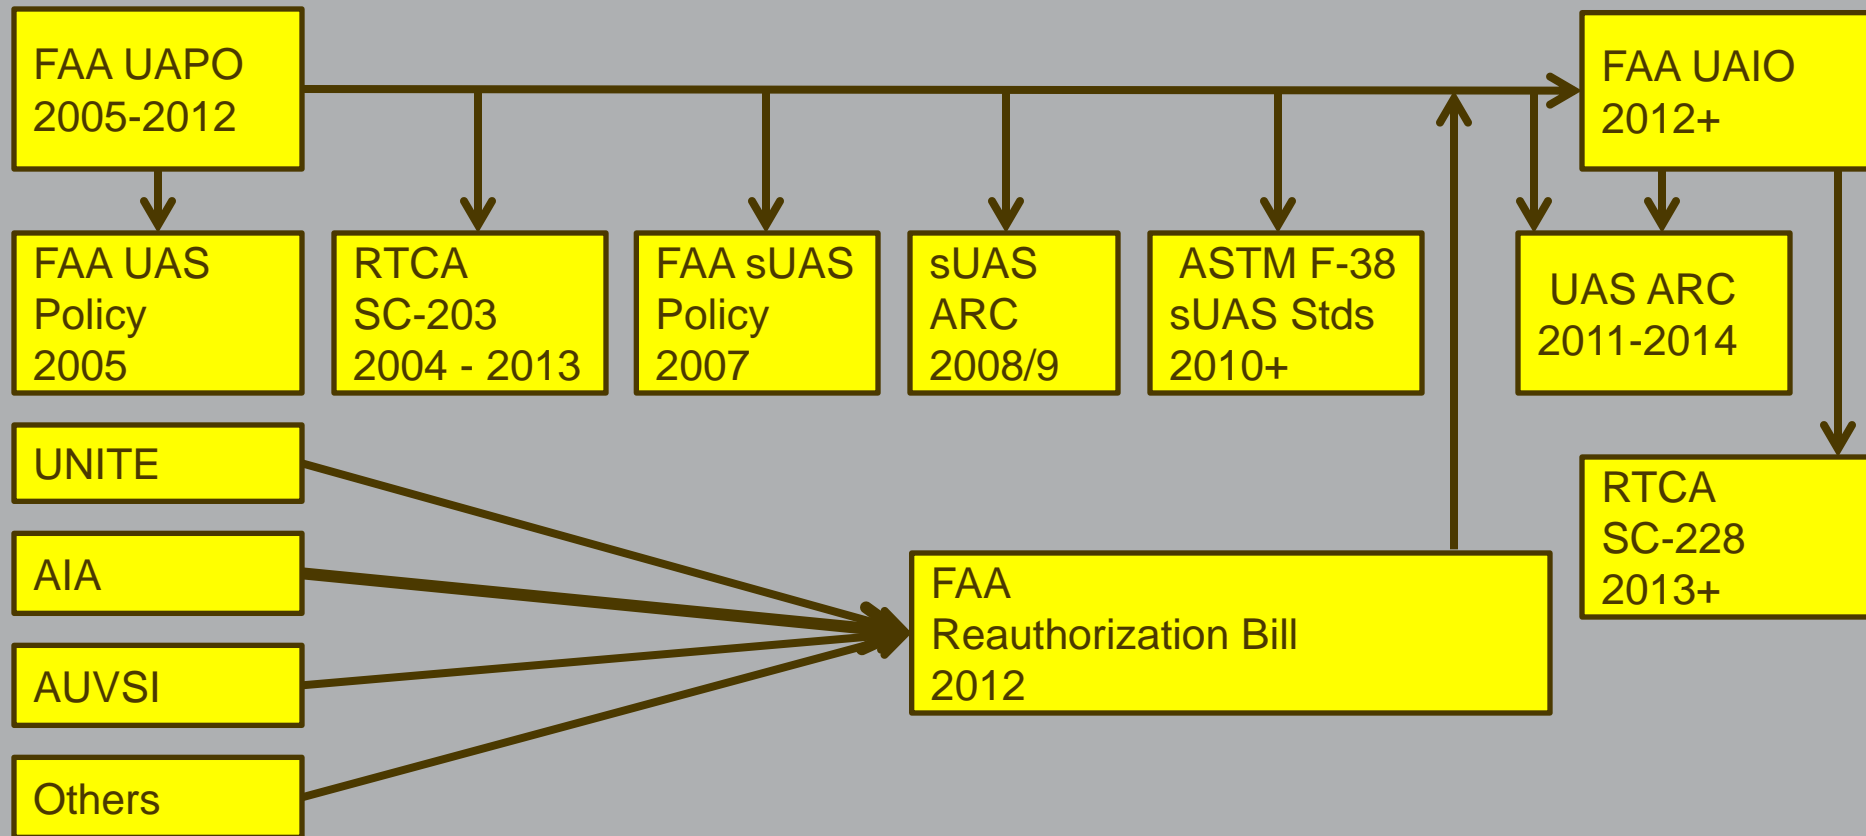 FAA UAPO
2005-2012
FAA UAIO
2012+
FAA UAS
Policy
2005
RTCA
SC-203
2004 - 2013
FAA sUAS
Policy
2007
sUAS
ARC
2008/9
ASTM F-38
sUAS Stds
2010+
UAS ARC
2011-2014
UNITE
AIA
AUVSI
Others
FAA
Reauthorization Bill
2012
RTCA
SC-228
2013+